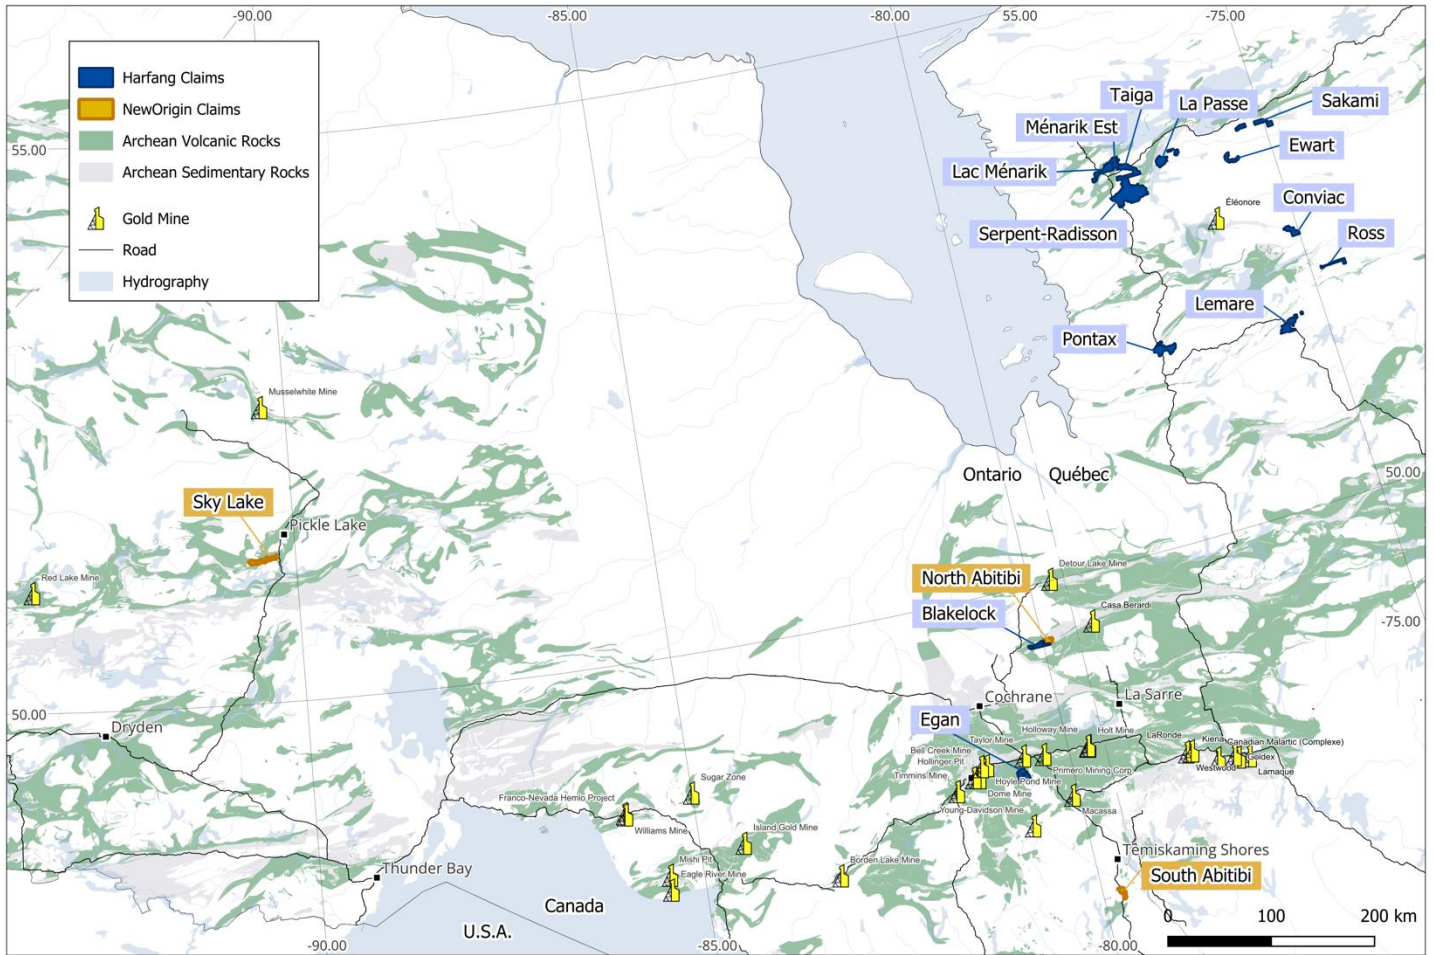 -90.00
-85.00
-80.00
55.00
-75.00
Harfang Claims
NewOrigin Claims
Archean Volcanic Rocks
Archean Sedimentary Rocks
Gold Mine
Road
Hydrography
55.00
Taiga
La Passe
Sakami
Ménarik Est
Ewart
Lac Ménarik
Conviac
Éléonore
Serpent-Radisson
Ross
Lemare
Pontax
Musselwhite Mine
Ontario
Québec
50.00
Sky Lake
Pickle Lake
Red Lake Mine
Detour Lake Mine
North Abitibi
Casa Berardi
Blakelock
-75.00
50.00
Dryden
Cochrane
La Sarre
Egan
Holloway Mine
Holt Mine
Taylor Mine
LaRonde
Kiena
Canadian Malartic (Complexe)
Bell Creek Mine
Hollinger Pit
Goldex
Westwood
Lamaque
Timmins Mine
Primero Mining Corp
Hoyle Pond Mine
Dome Mine
Sugar Zone
Franco-Nevada Hemlo Project
Young-Davidson Mine
Macassa
Williams Mine
Island Gold Mine
Mishi Pit
Eagle River Mine
Borden Lake Mine
Temiskaming Shores
Thunder Bay
South Abitibi
Canada
U.S.A.
0
100
200 km
-90.00
-85.00
-80.00